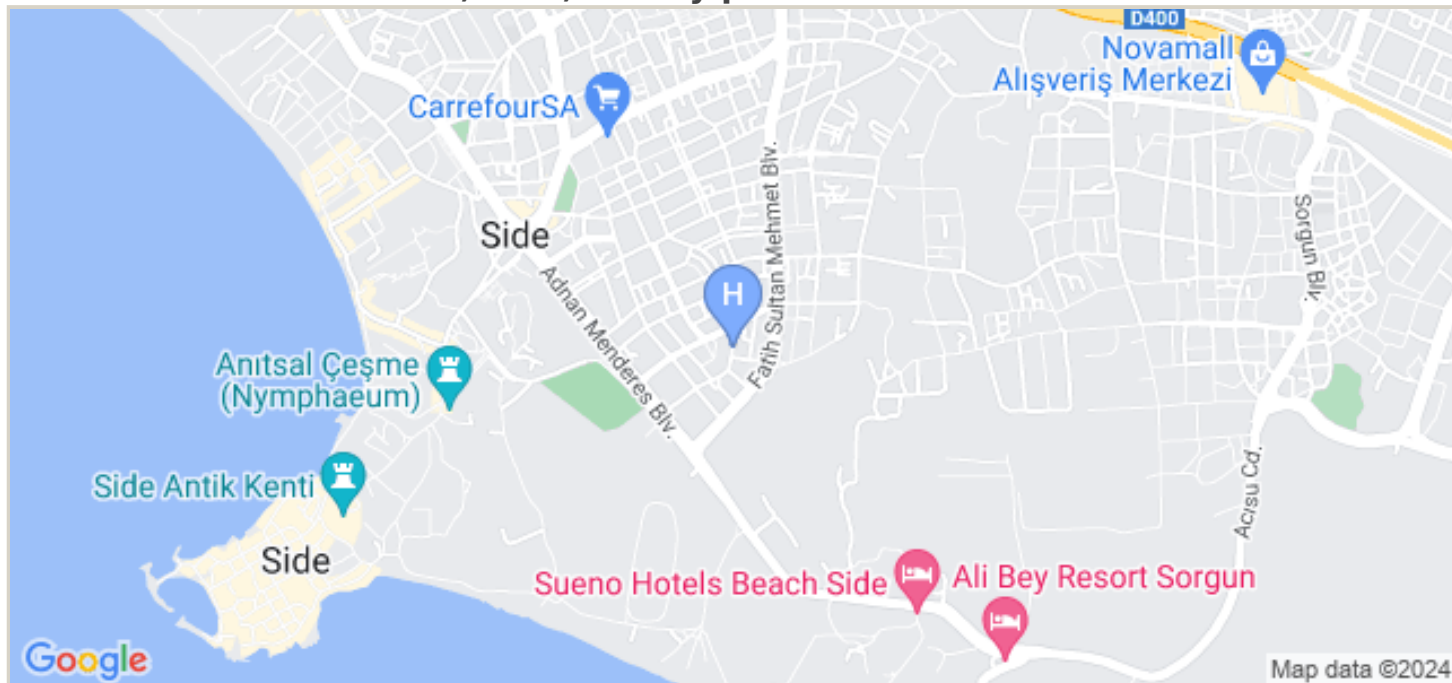 D400
Novamall
Alışveriş Merkezi
CarrefourSA
Fatih Sultan Mehmet Blv.
Sorgun Blv.
Side
H
Adnan Menderes Blv.
Anıtsal Çeşme
(Nymphaeum)
Side Antik Kenti
Acısu Cd.
Side
Sueno Hotels Beach Side
Ali Bey Resort Sorgun
Google
Map data ©2024